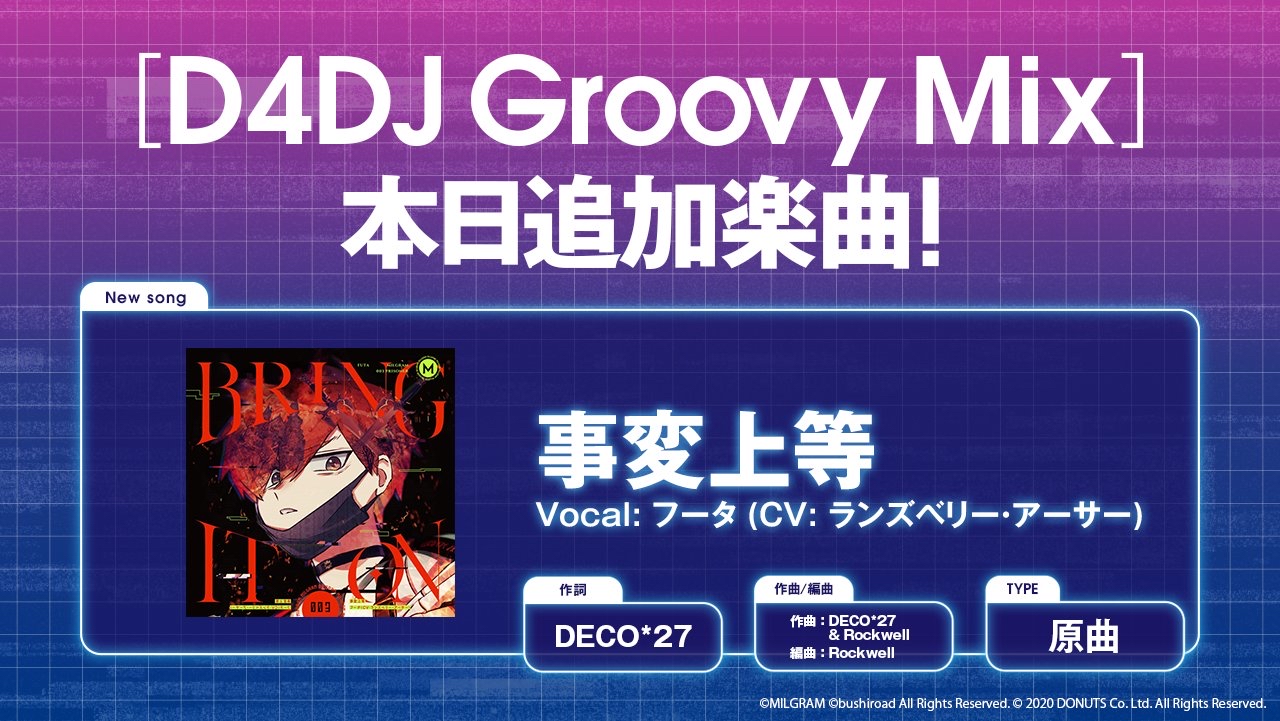 [D4DJ Groovy Mix]
本日追加楽曲!
New song
BRING
FUTA
MILGRAM
M
IT ON
003
事変上等
Vocal: フータ (CV: ランズベリー・アーサー)
作詞
DECO*27
作曲/編曲
作曲：DECO*27
& Rockwell
編曲：Rockwell
TYPE
原曲
©MILGRAM ©bushiroad All Rights Reserved. © 2020 DONUTS Co. Ltd. All Rights Reserved.